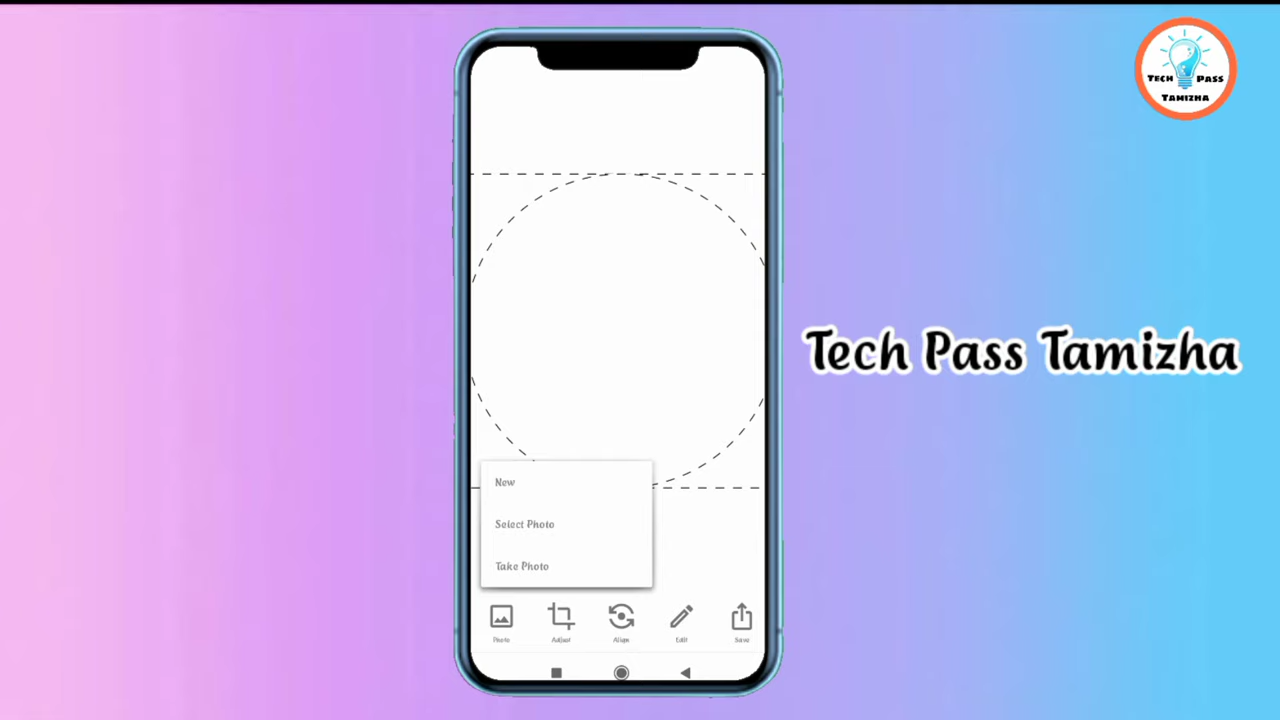 TECH PASS
TAMIZHA
Tech Pass Tamizha
New
Select Photo
Take Photo
Photo
Adjust
Align
Edit
Save